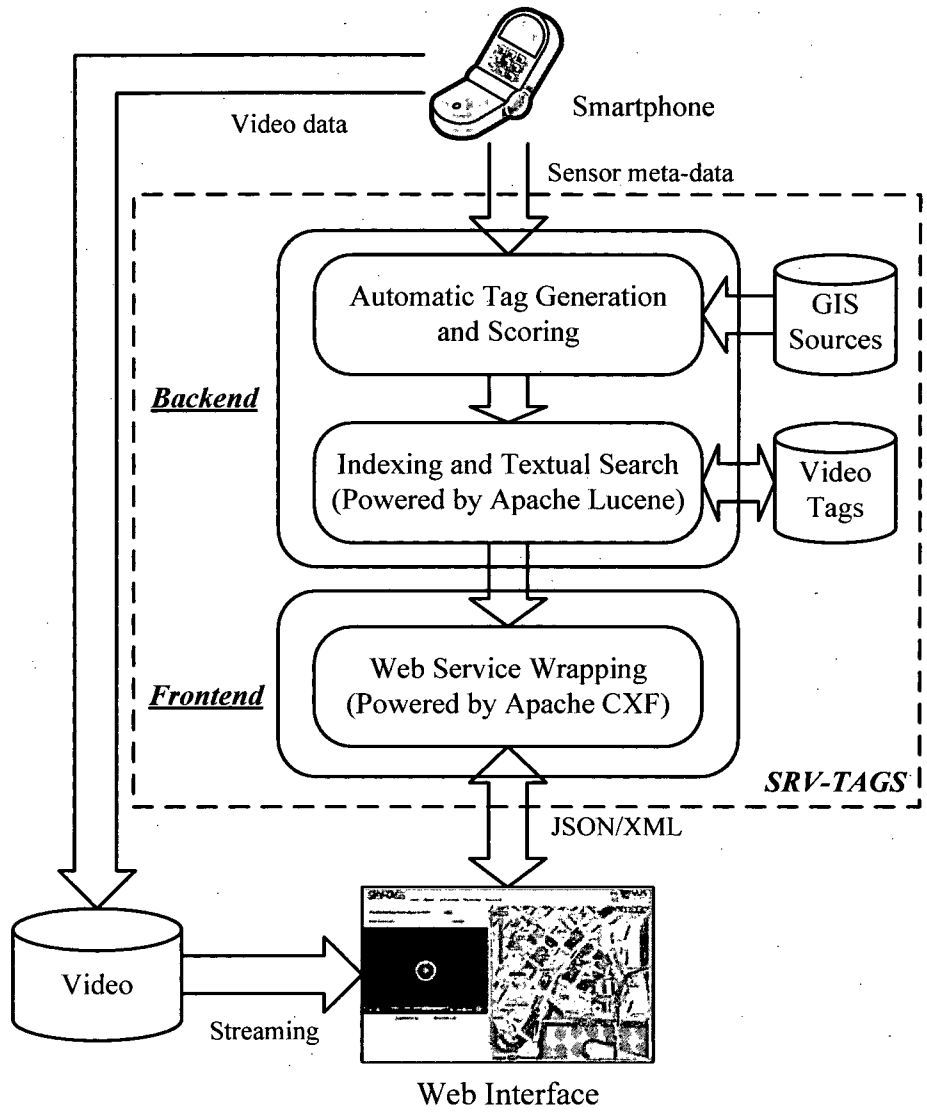 Smartphone
Video data
Sensor meta-data
Automatic Tag Generation
and Scoring
GIS
Sources
Backend
Indexing and Textual Search
(Powered by Apache Lucene)
Video
Tags
Web Service Wrapping
(Powered by Apache CXF)
Frontend
SRV-TAGS
JSON/XML
SRV-TAGS
Video
Streaming
Web Interface